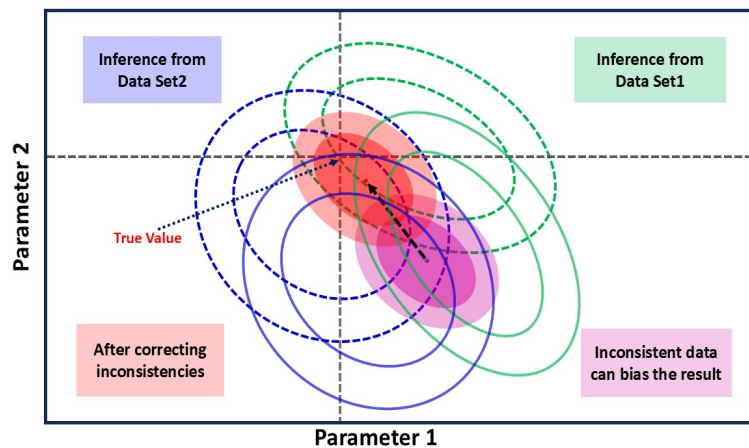 Inference from
Data Set2
Inference from
Data Set1
Parameter 2
True Value
After correcting
inconsistencies
Inconsistent data
can bias the result
Parameter 1